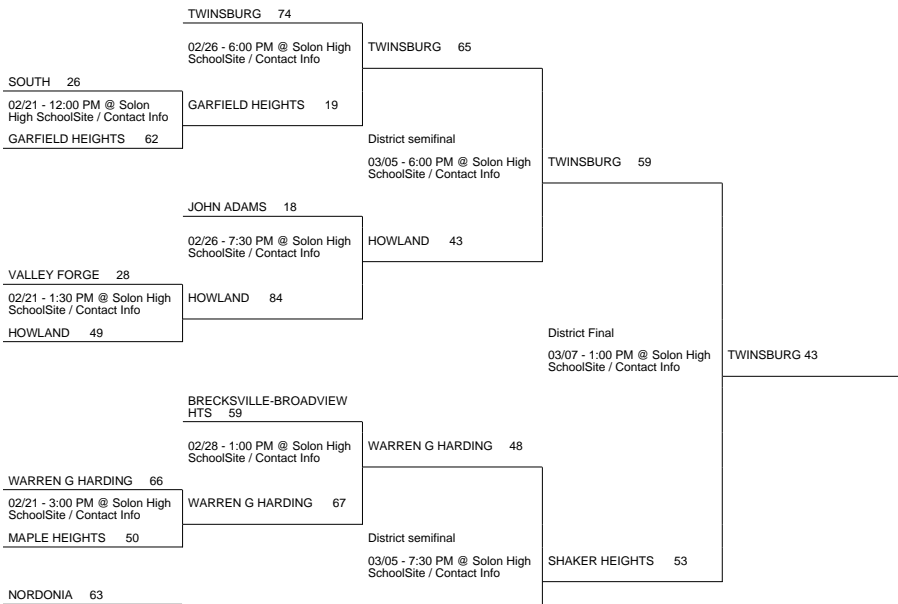 TWINSBURG 74
02/26 - 6:00 PM @ Solon High
SchoolSite / Contact Info
TWINSBURG 65
SOUTH 26
02/21 - 12:00 PM @ Solon
High SchoolSite / Contact Info
GARFIELD HEIGHTS 19
GARFIELD HEIGHTS 62
District semifinal
03/05 - 6:00 PM @ Solon High
SchoolSite / Contact Info
TWINSBURG 59
JOHN ADAMS 18
02/26 - 7:30 PM @ Solon High
SchoolSite / Contact Info
HOWLAND 43
VALLEY FORGE 28
02/21 - 1:30 PM @ Solon High
SchoolSite / Contact Info
HOWLAND 84
HOWLAND 49
District Final
03/07 - 1:00 PM @ Solon High
SchoolSite / Contact Info
TWINSBURG 43
BRECKSVILLE-BROADVIEW
HTS 59
02/28 - 1:00 PM @ Solon High
SchoolSite / Contact Info
WARREN G HARDING 48
WARREN G HARDING 66
02/21 - 3:00 PM @ Solon High
SchoolSite / Contact Info
WARREN G HARDING 67
MAPLE HEIGHTS 50
District semifinal
03/05 - 7:30 PM @ Solon High
SchoolSite / Contact Info
SHAKER HEIGHTS 53
NORDONIA 63